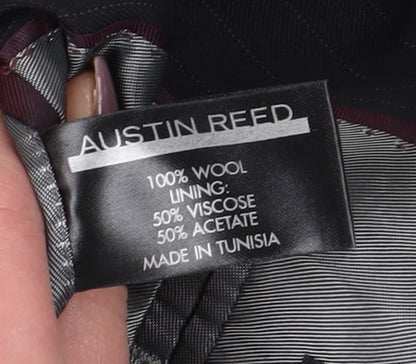 AUSTIN REED
100% WOOL
LINING:
50% VISCOSE
50% ACETATE
MADE IN TUNISIA